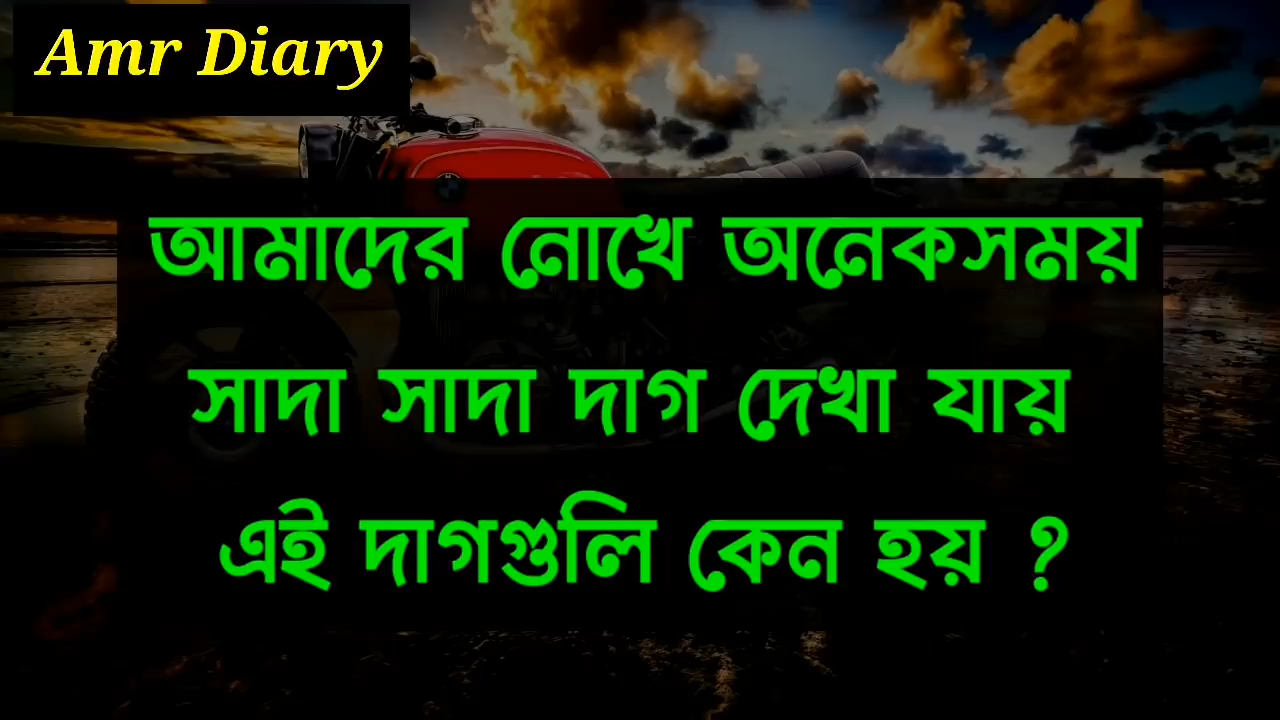 Amr Diary
আমাদের নোখে অনেকসময়
সাদা সাদা দাগ দেখা যায়
এই দাগগুলি কেন হয় ?